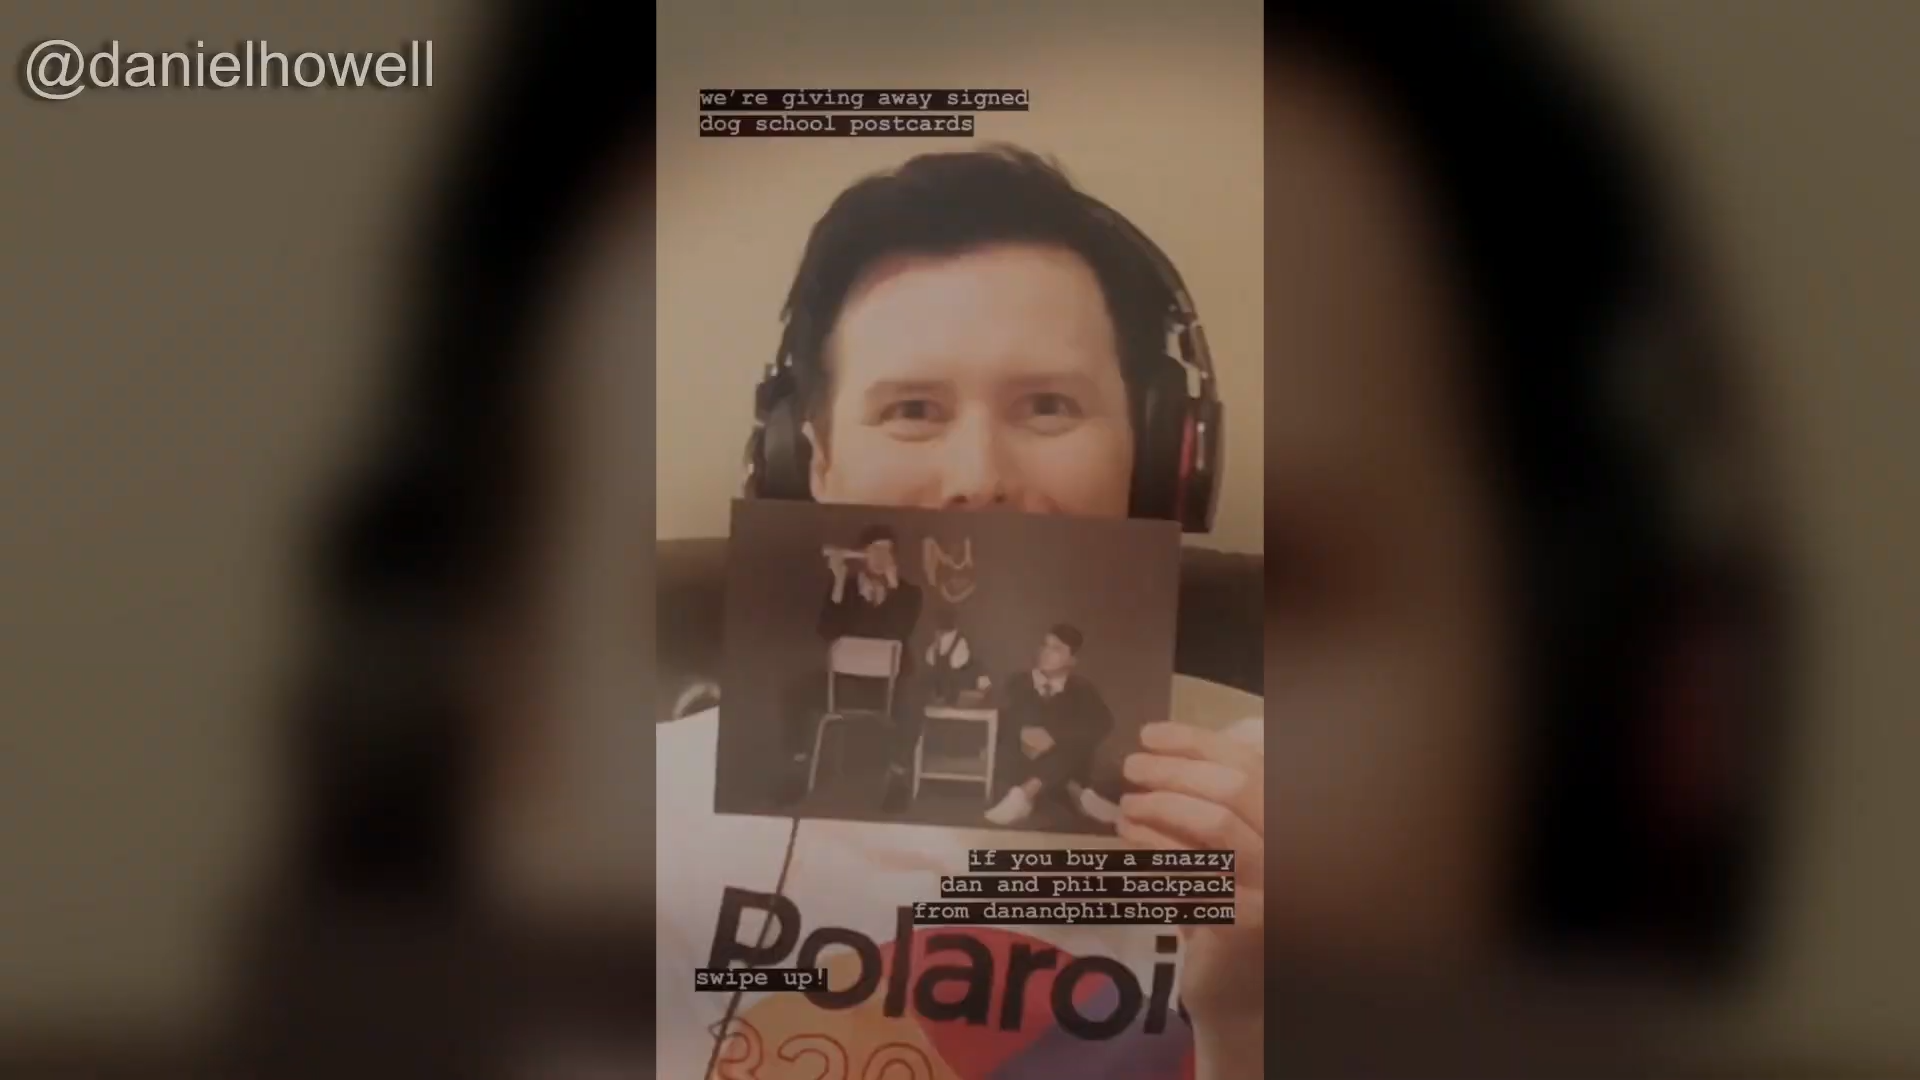 @danielhowell
we're giving away signed
dog school postcards
if you buy a snazzy
dan and phil backpack
from danandphilshop.com
swipe up!
Polaroi
320